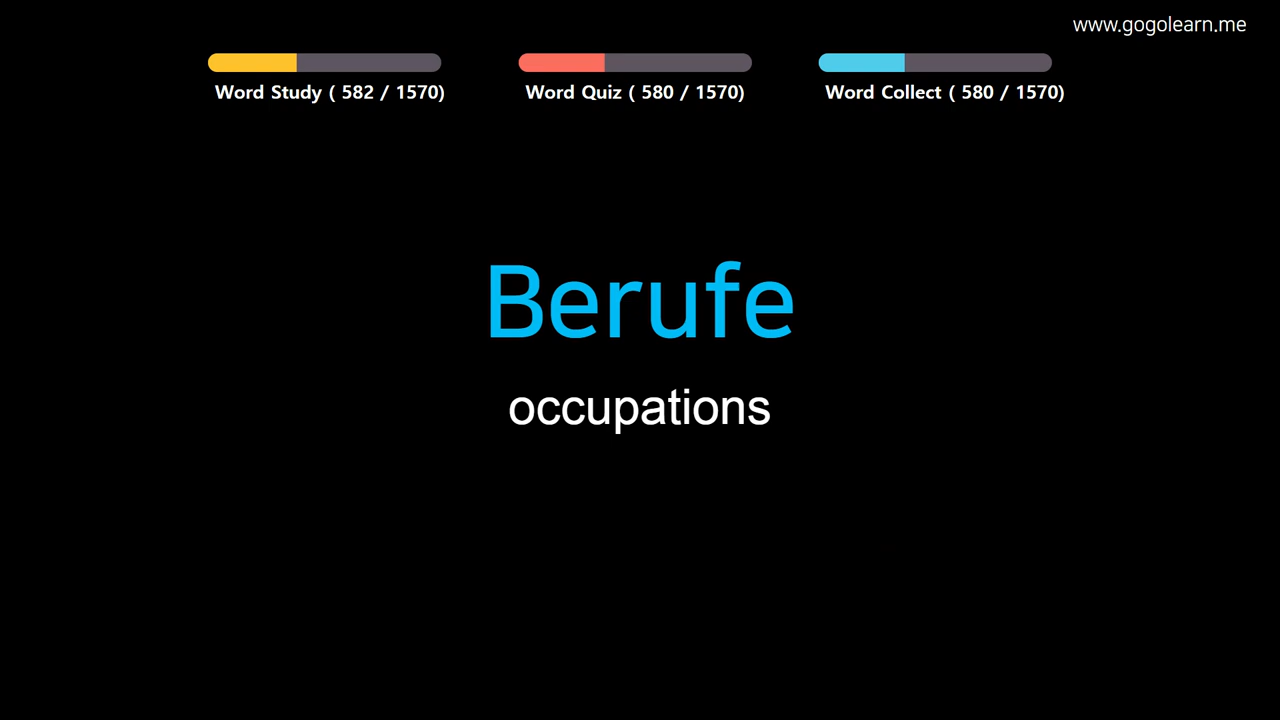 www.gogolearn.me
Word Study ( 582 / 1570)
Word Quiz ( 580 / 1570)
Word Collect ( 580 / 1570)
Berufe
occupations